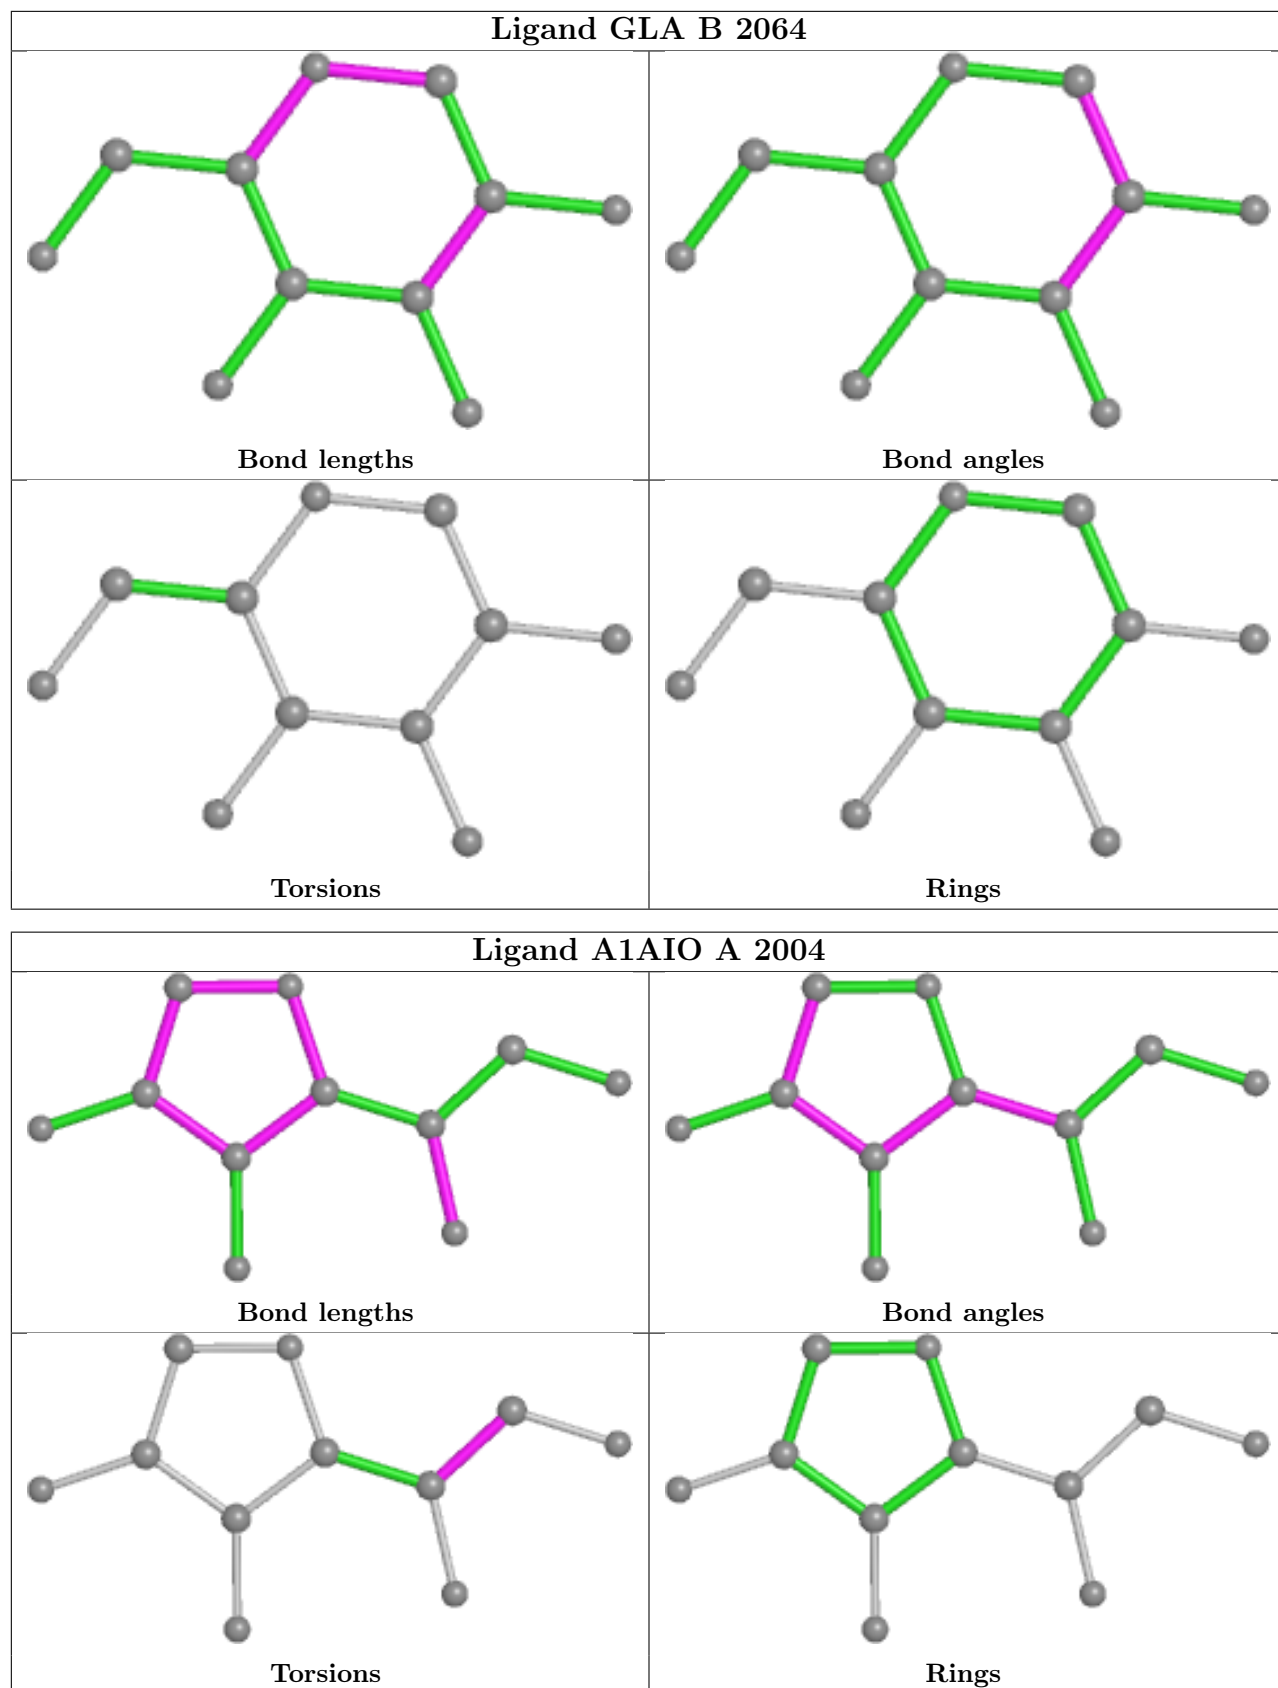 Ligand GLA B 2064
Bond lengths
Bond angles
Torsions
Rings
Ligand A1AIO A 2004
Bond lengths
Bond angles
Torsions
Rings